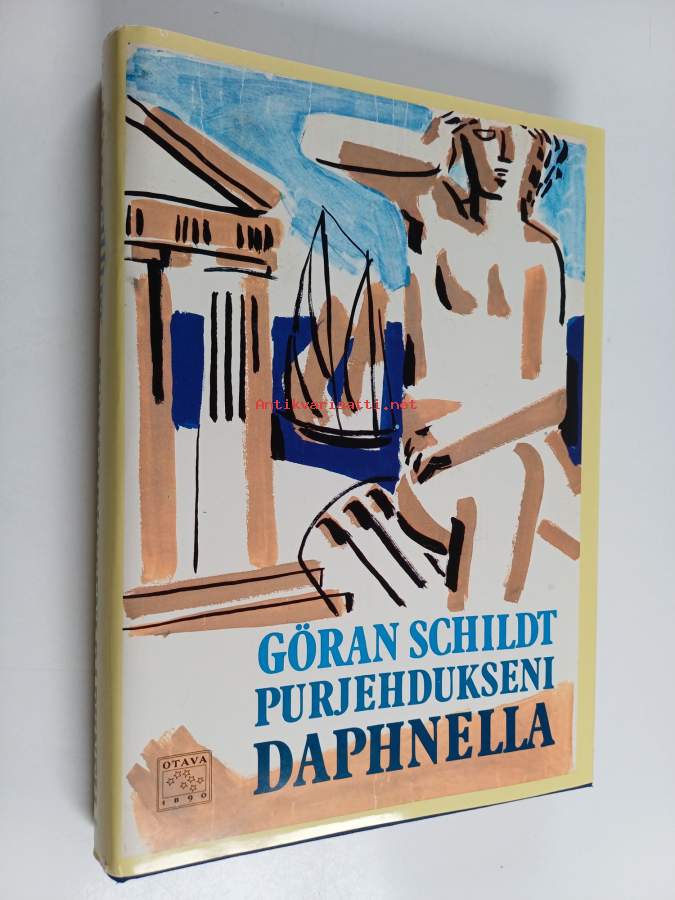 Antikvariaatti.net
GÖRAN SCHILDT
PURJEHDUKSENI
DAPHNELLA
OTAVA
1890